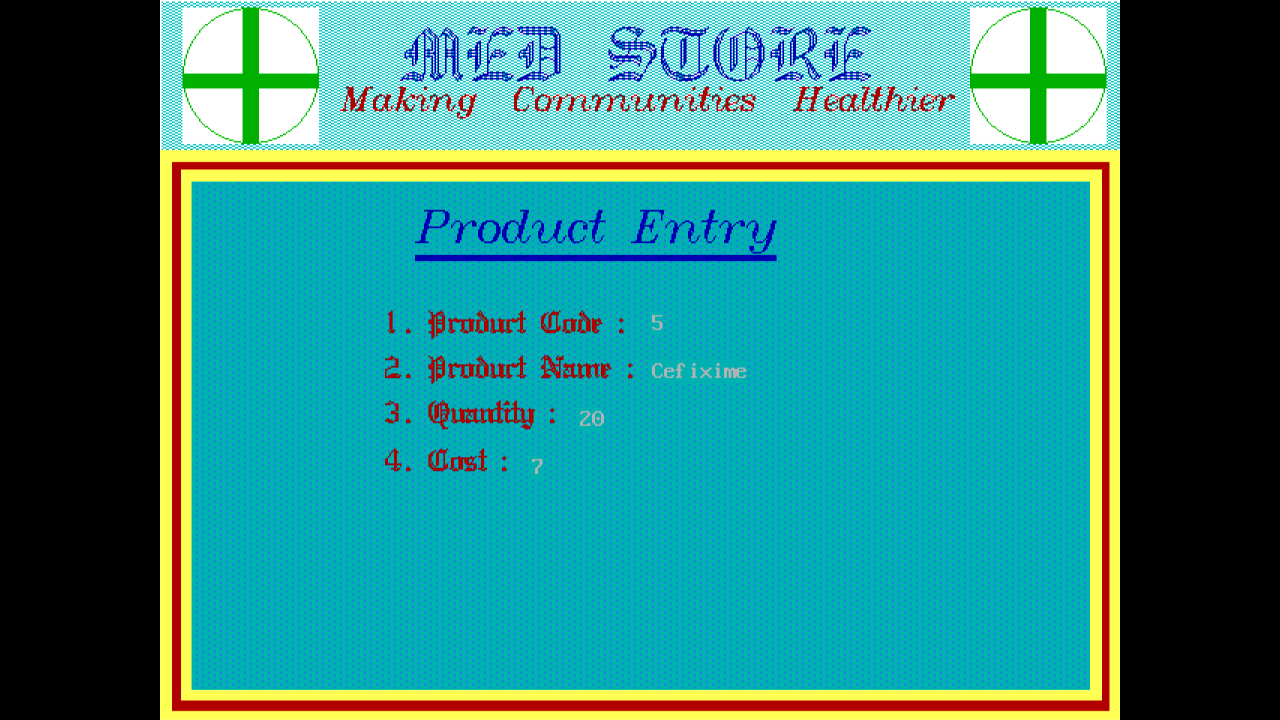 MED STORE
Making Communities Healthier
Product Entry
1. Product Code : 5
2. Product Name : Cefixime
3. Quantity : 20
4. Cost : 7